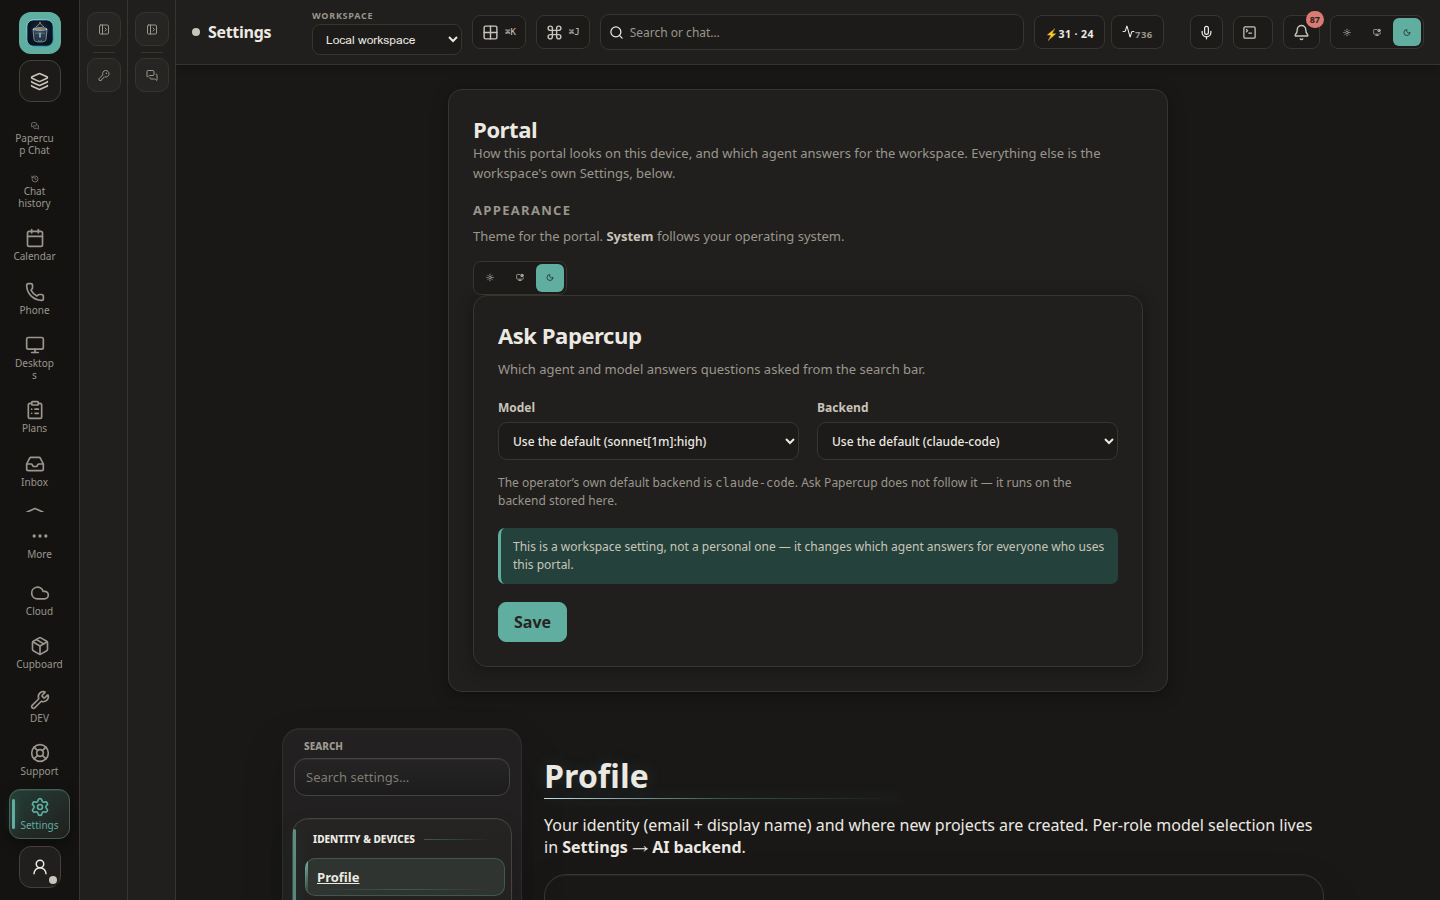 Settings
WORKSPACE
Local workspace
⌘K
⌘J
Search or chat...
⚡31 · 24
736
87
Papercu
p Chat
Chat
history
Calendar
Phone
Desktop
s
Plans
Inbox
More
Cloud
Cupboard
DEV
Support
Settings
Portal
How this portal looks on this device, and which agent answers for the workspace. Everything else is the
workspace's own Settings, below.
APPEARANCE
Theme for the portal. System follows your operating system.
Ask Papercup
Which agent and model answers questions asked from the search bar.
Model
Backend
Use the default (sonnet[1m]:high)
Use the default (claude-code)
The operator's own default backend is claude-code. Ask Papercup does not follow it — it runs on the
backend stored here.
This is a workspace setting, not a personal one — it changes which agent answers for everyone who uses
this portal.
Save
SEARCH
Search settings...
IDENTITY & DEVICES
Profile
Profile
Your identity (email + display name) and where new projects are created. Per-role model selection lives
in Settings → AI backend.